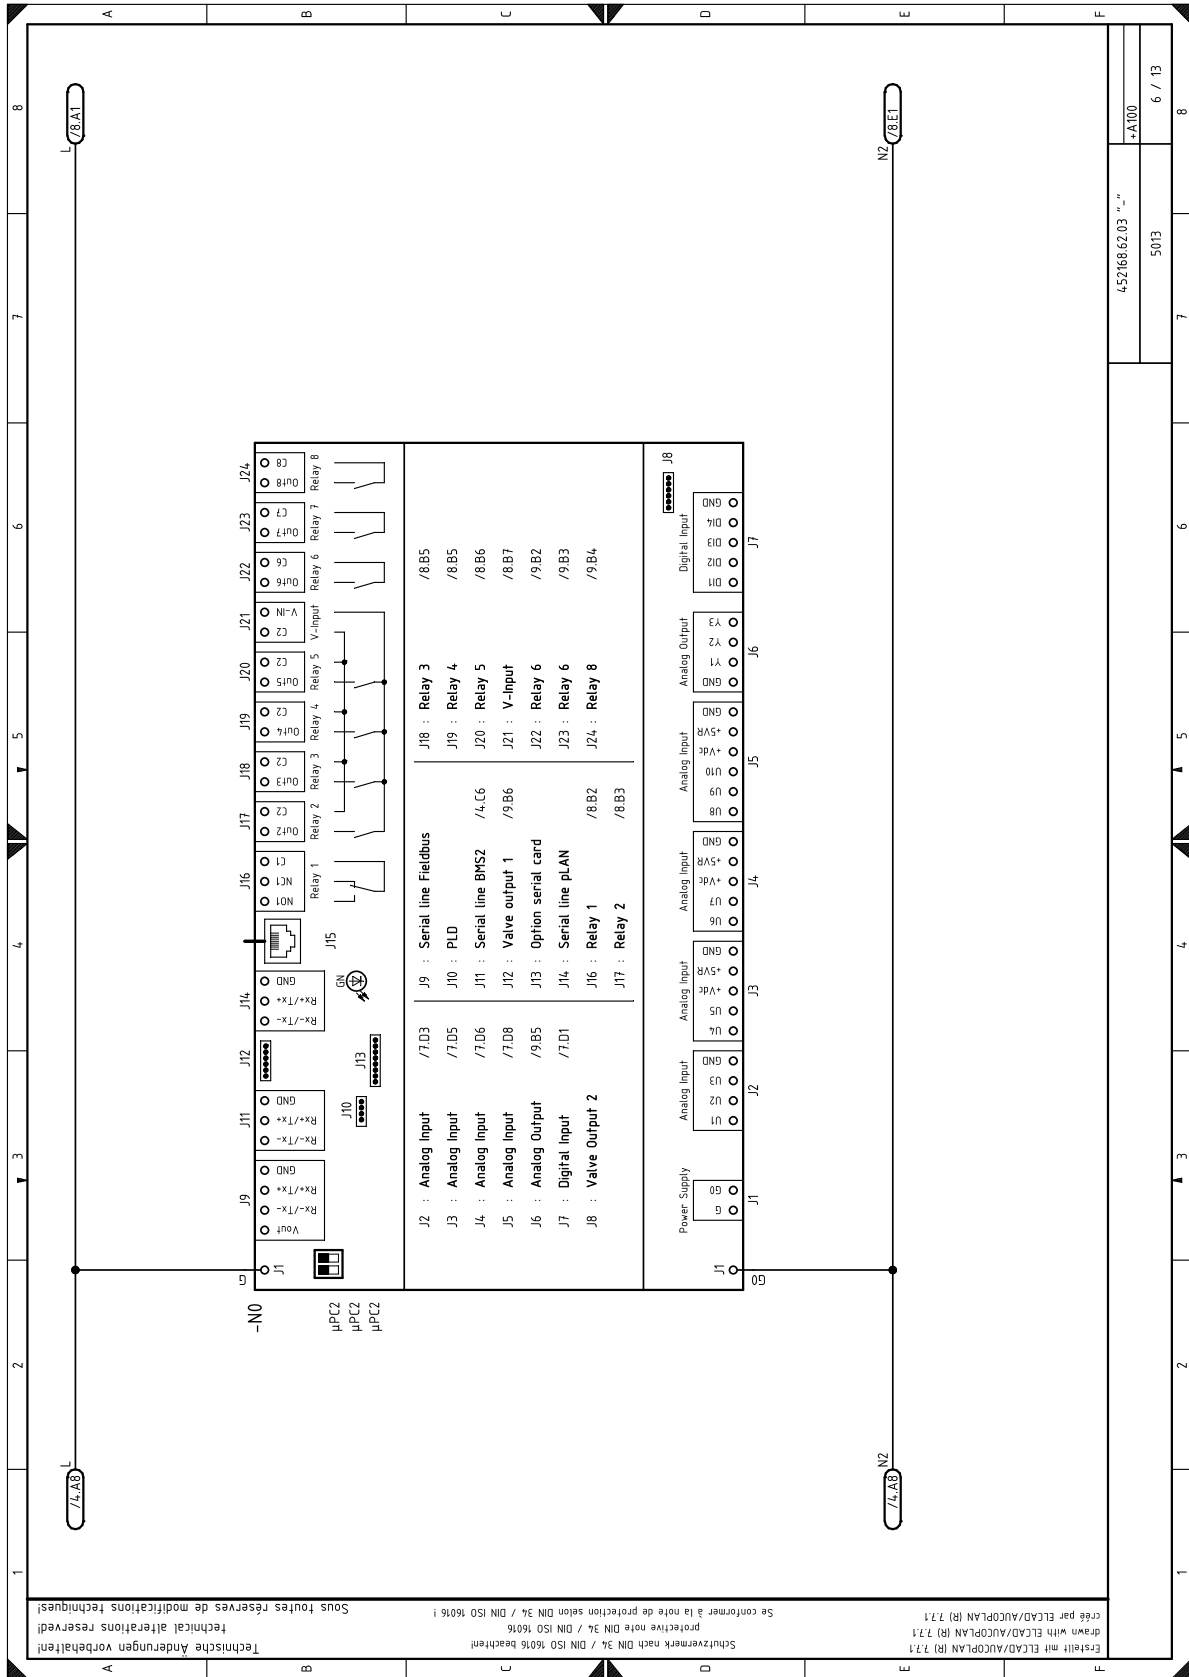 1 2 3 4 5 6 7 8
A
B
C
D
E
F
/4.A8 L
L /8.A1
-N0
µPC2
µPC2
µPC2
G
J1
J9
Vout
Rx-/Tx-
Rx+/Tx+
GND
J11
Rx-/Tx-
Rx+/Tx+
GND
J10
J12
J13
J14
Rx-/Tx-
Rx+/Tx+
GND
GN
J15
J16
NO1
NC1
C1
Relay 1
J17
Out2
C2
Relay 2
J18
Out3
C2
Relay 3
J19
Out4
C2
Relay 4
J20
Out5
C2
Relay 5
J21
C2
V-IN
V-Input
J22
Out6
C6
Relay 6
J23
Out7
C7
Relay 7
J24
Out8
C8
Relay 8
J2 : Analog Input /7.D3
J3 : Analog Input /7.D5
J4 : Analog Input /7.D6
J5 : Analog Input /7.D8
J6 : Analog Output /9.B5
J7 : Digital Input /7.D1
J8 : Valve Output 2
J9 : Serial line Fieldbus
J10 : PLD
J11 : Serial line BMS2 /4.C6
J12 : Valve output 1 /9.B6
J13 : Option serial card
J14 : Serial line pLAN
J16 : Relay 1 /8.B2
J17 : Relay 2 /8.B3
J18 : Relay 3 /8.B5
J19 : Relay 4 /8.B5
J20 : Relay 5 /8.B6
J21 : V-Input /8.B7
J22 : Relay 6 /9.B2
J23 : Relay 6 /9.B3
J24 : Relay 8 /9.B4
J1
G0
Power Supply
G
G0
J1
Analog Input
U1
U2
U3
GND
J2
Analog Input
U4
U5
+Vdc
+5VR
GND
J3
Analog Input
U6
U7
+Vdc
+5VR
GND
J4
Analog Input
U8
U9
U10
+Vdc
+5VR
GND
J5
Analog Output
GND
Y1
Y2
Y3
J6
Digital Input
DI1
DI2
DI3
DI4
GND
J7
J8
/4.A8 N2
N2 /8.E1
Technische Änderungen vorbehalten!
technical alterations reserved!
Sous toutes réserves de modifications techniques!
Schutzvermerk nach DIN 34 / DIN ISO 16016 beachten!
protective note DIN 34 / DIN ISO 16016
Se conformer à la note de protection selon DIN 34 / DIN ISO 16016 !
Erstellt mit ELCAD/AUCOPLAN (R) 7.7.1
drawn with ELCAD/AUCOPLAN (R) 7.7.1
créé par ELCAD/AUCOPLAN (R) 7.7.1
452168.62.03 "_"
+A100
5013
6 / 13
A
B
C
D
E
F
1 2 3 4 5 6 7 8